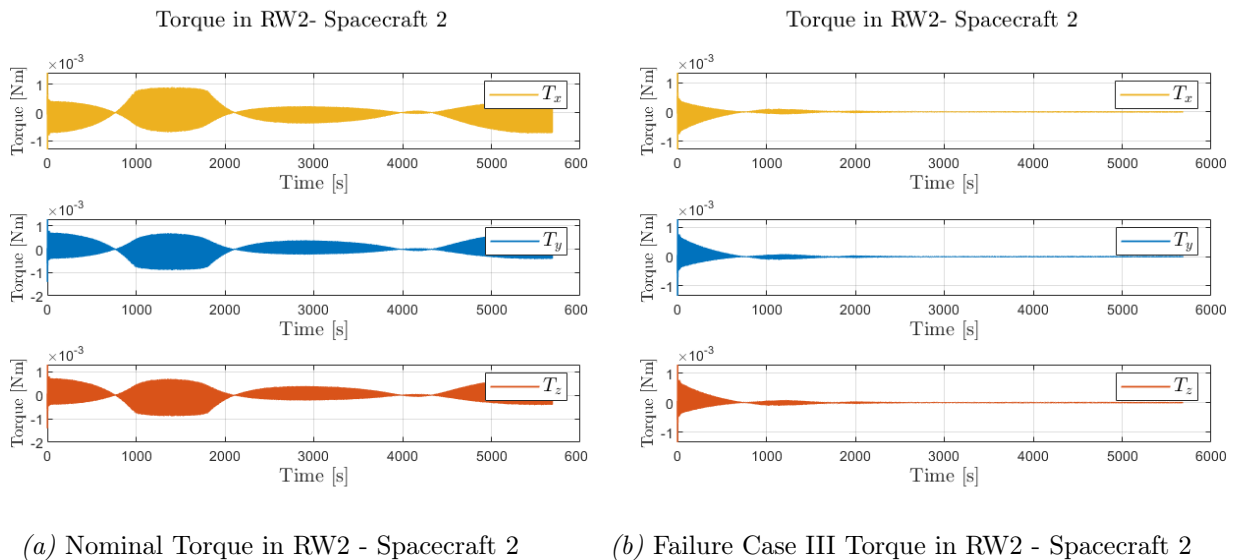 Torque in RW2- Spacecraft 2
×10⁻³
1
0
-1
Torque [Nm]
T_x
0 1000 2000 3000 4000 5000 600
Time [s]
×10⁻³
1
0
-1
-2
Torque [Nm]
T_y
0 1000 2000 3000 4000 5000 600
Time [s]
×10⁻³
1
0
-1
-2
Torque [Nm]
T_z
0 1000 2000 3000 4000 5000 600
Time [s]
(a) Nominal Torque in RW2 - Spacecraft 2
Torque in RW2- Spacecraft 2
×10⁻³
1
0
-1
Torque [Nm]
T_x
0 1000 2000 3000 4000 5000 6000
Time [s]
×10⁻³
1
0
-1
Torque [Nm]
T_y
0 1000 2000 3000 4000 5000 6000
Time [s]
×10⁻³
1
0
-1
Torque [Nm]
T_z
0 1000 2000 3000 4000 5000 6000
Time [s]
(b) Failure Case III Torque in RW2 - Spacecraft 2